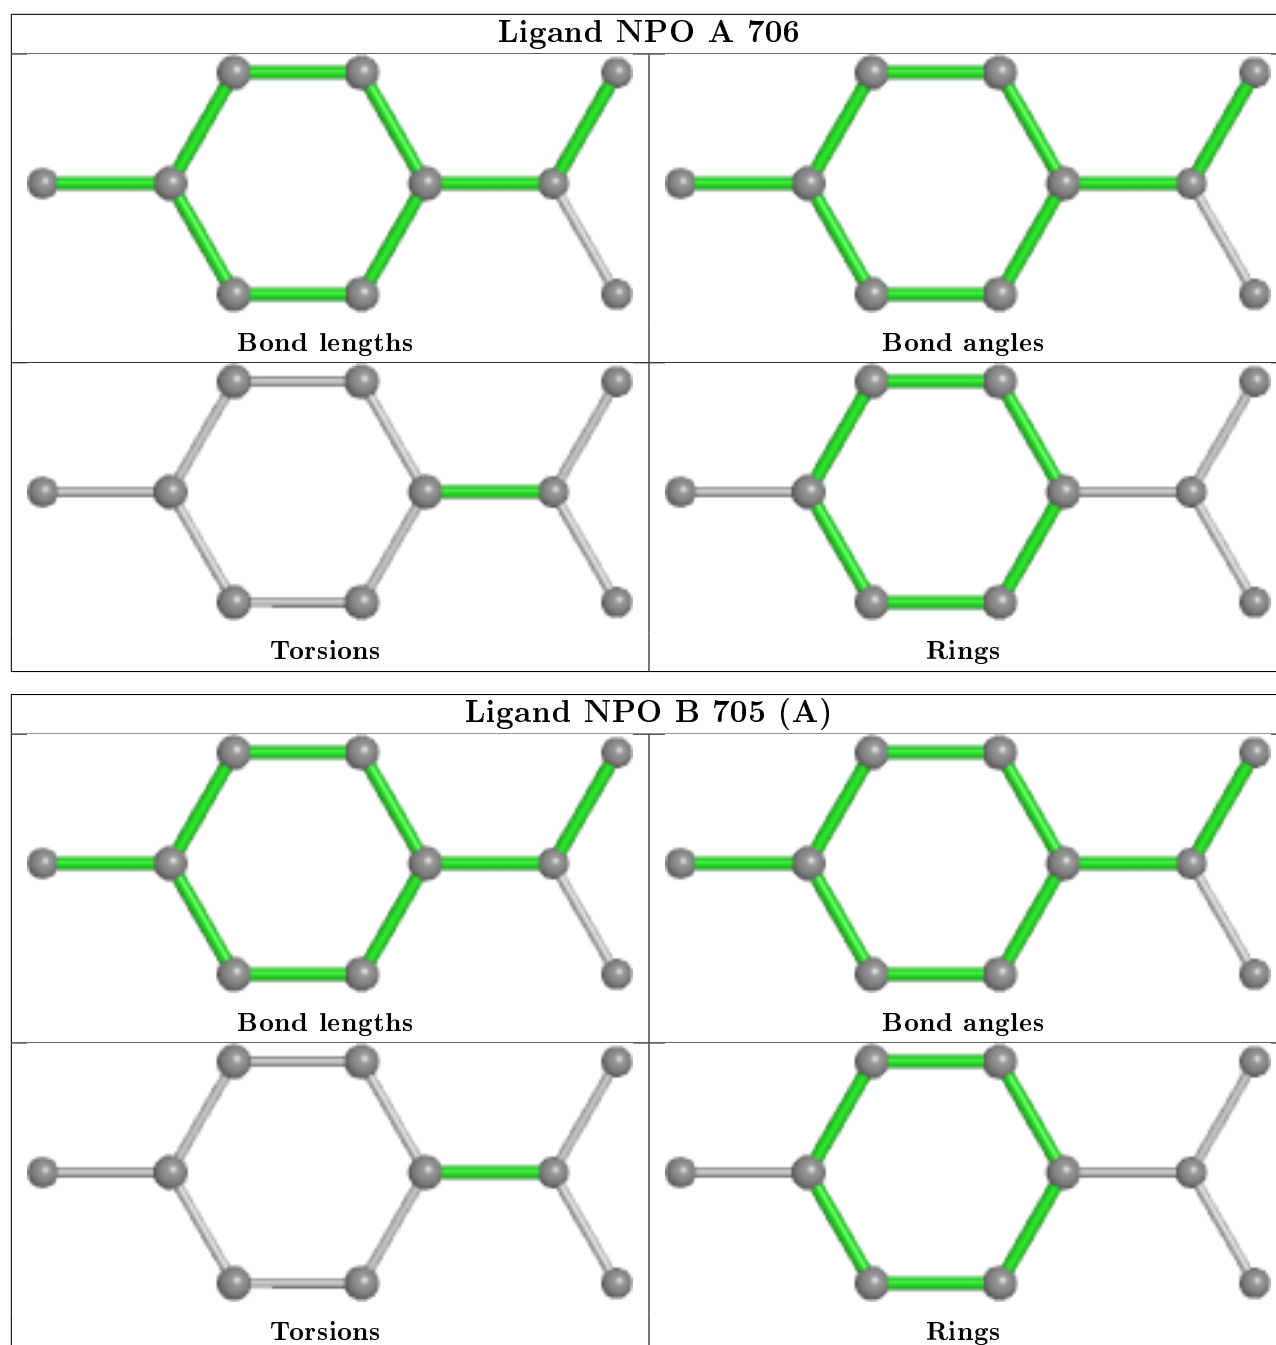 Ligand NPO A 706
Bond lengths
Bond angles
Torsions
Rings
Ligand NPO B 705 (A)
Bond lengths
Bond angles
Torsions
Rings